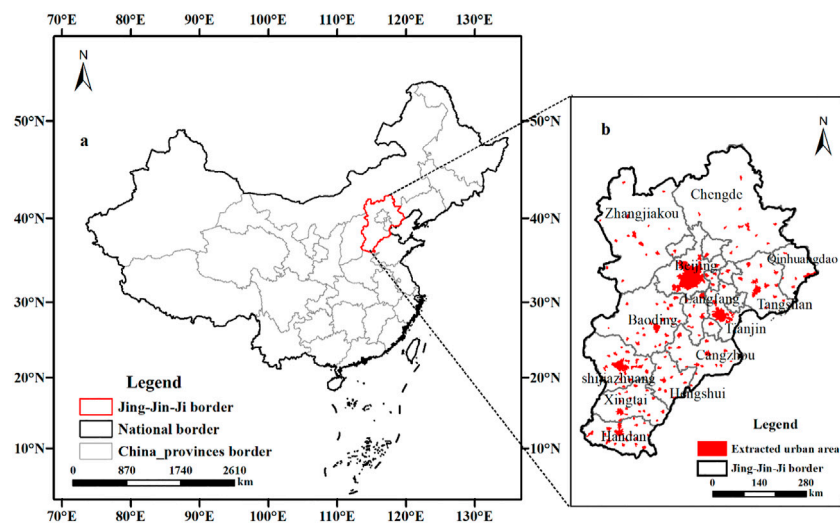 70°E 80°E 90°E 100°E 110°E 120°E 130°E
N
50°N
a
40°N
30°N
20°N
10°N
Legend
Jing-Jin-Ji border
National border
China_provinces border
0 870 1740 2610
km
70°E 80°E 90°E 100°E 110°E 120°E 130°E
50°N
40°N
30°N
20°N
10°N
b
N
Chengde
Zhangjiakou
Qinhuangdao
Beijing
Langfang
Tangshan
Baoding
Tianjin
Cangzhou
shijiazhuang
Hengshui
Xingtai
Handan
Legend
Extracted urban area
Jing-Jin-Ji border
0 140 280
km